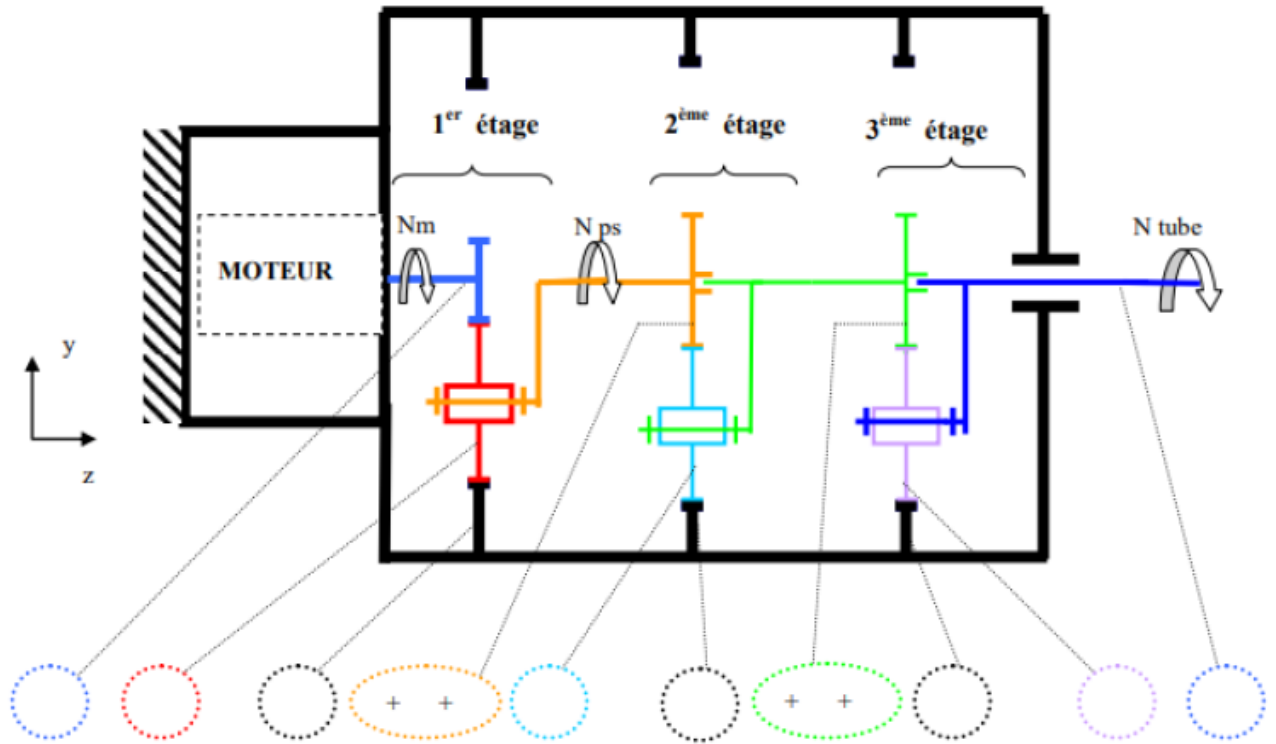 1er étage
2ème étage
3ème étage
Nm
N ps
N tube
MOTEUR
y
z
+ +
+ +